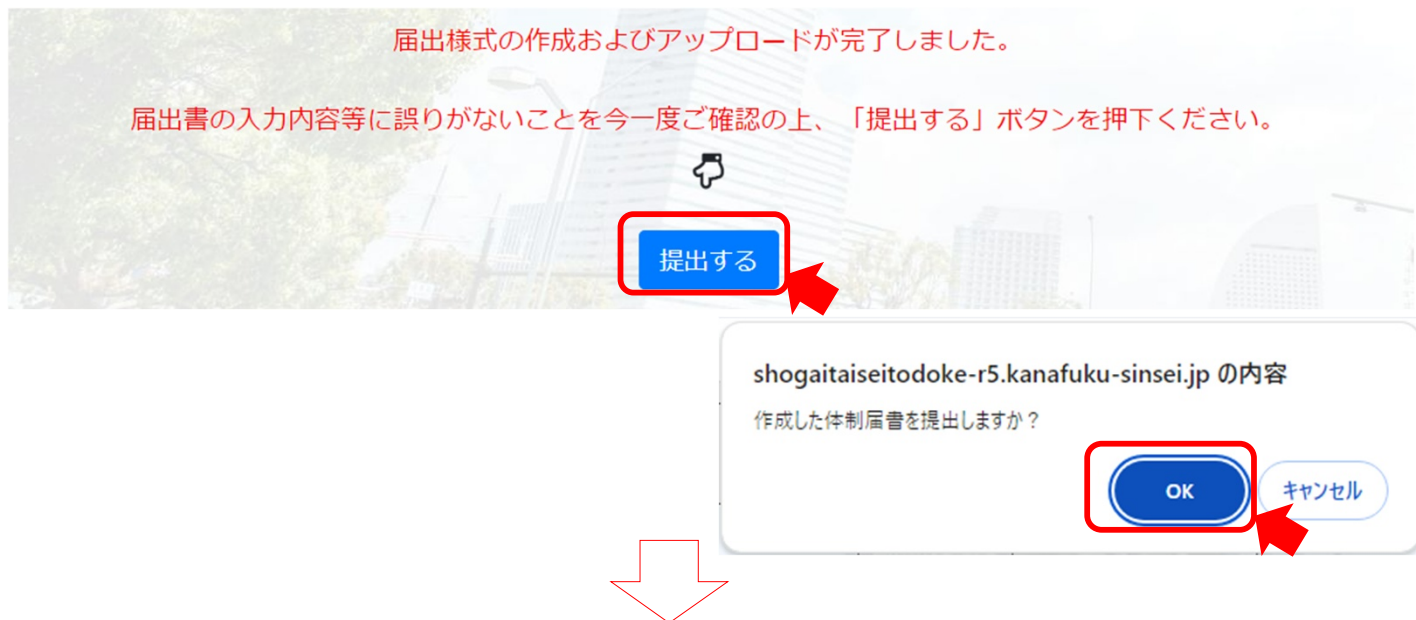 届出様式の作成およびアップロードが完了しました。
届出書の入力内容等に誤りがないことを今一度ご確認の上、「提出する」ボタンを押下ください。
提出する
shogaitaiseitodoke-r5.kanafuku-sinsei.jp の内容
作成した体制届書を提出しますか？
OK
キャンセル